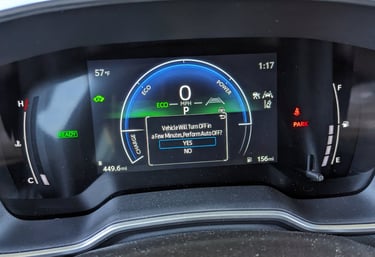 H
57°F
1:17
F
ECO
POWER
0
MPH
ECO
P
READY
PARK
Vehicle Will Turn OFF in
a Few Minutes, Perform Auto OFF?
YES
NO
CHARGE
C
449.6mi
156mi
E